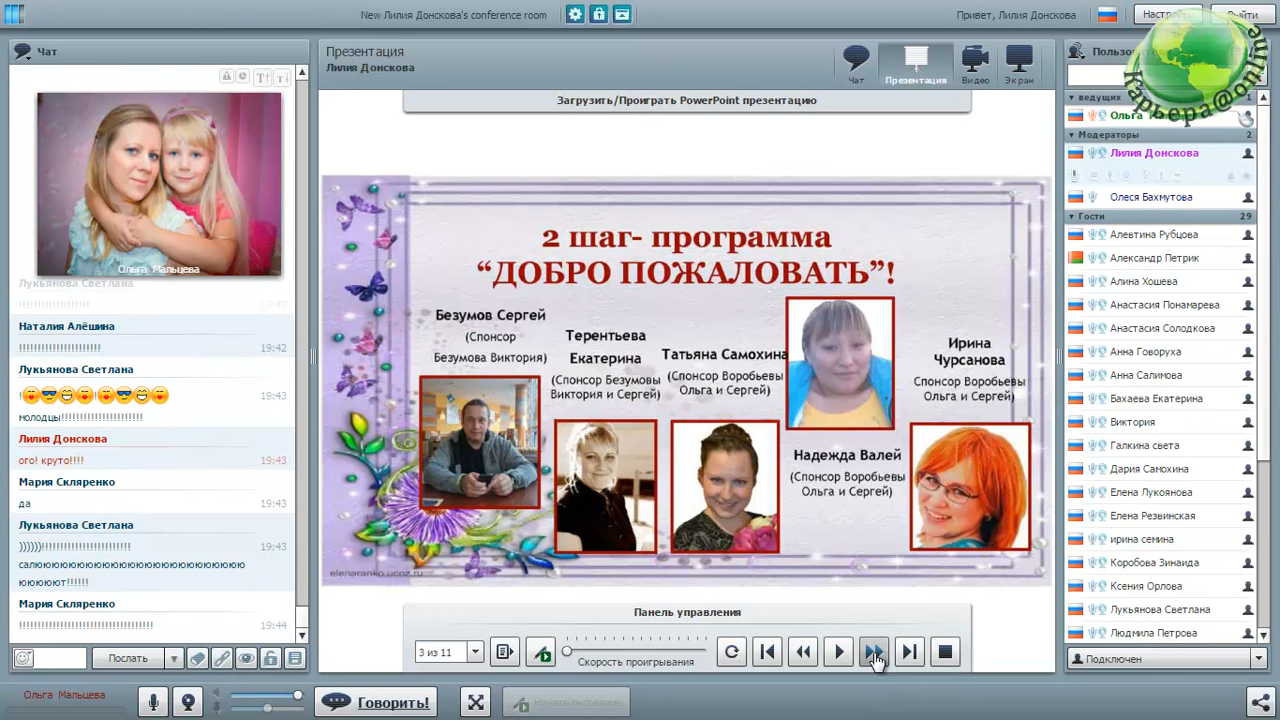 New Лилия Донскова's conference room
Привет, Лилия Донскова
Выйти
Карьера@online
Чат
Ольга Мальцева
Лукьянова Светлана
Наталия Алёшина
!!!!!!!!!!!!!!!!!!!!!!! 19:42
Лукьянова Светлана
19:43
молодцы!!!!!!!!!!!!!!!!!!!!!!
Лилия Донскова
ого! круто!!!! 19:43
Мария Скляренко
да 19:43
Лукьянова Светлана
))))))!!!!!!!!!!!!!!!!!!!!!!!! 19:43
салюююююююююююююююююююююю
ююююют!!!!!!
Мария Скляренко
!!!!!!!!!!!!!!!!!!!!!!!!!!!!!!!!!!! 19:44
Послать
Презентация
Лилия Донскова
Чат
Презентация
Видео
Экран
Загрузить/Проиграть PowerPoint презентацию
2 шаг- программа
“ДОБРО ПОЖАЛОВАТЬ”!
Безумов Сергей
(Спонсор
Безумова Виктория)
Терентьева
Екатерина
(Спонсор Безумовы
Виктория и Сергей)
Татьяна Самохина
(Спонсор Воробьевы
Ольга и Сергей)
Надежда Валей
(Спонсор Воробьевы
Ольга и Сергей)
Ирина
Чурсанова
Спонсор Воробьевы
Ольга и Сергей)
elenaranko.ucoz.ru
Панель управления
3 из 11
Скорость проигрывания
ведущих 1
Модераторы 2
Лилия Донскова
Олеся Бахмутова
Гости 29
Алевтина Рубцова
Александр Петрик
Алина Хошева
Анастасия Понамарева
Анастасия Солодкова
Анна Говоруха
Анна Салимова
Бахаева Екатерина
Виктория
Галкина света
Дария Самохина
Елена Лукоянова
Елена Резвинская
ирина семина
Коробова Зинаида
Ксения Орлова
Лукьянова Светлана
Людмила Петрова
Подключен
Ольга Мальцева
Говорить!